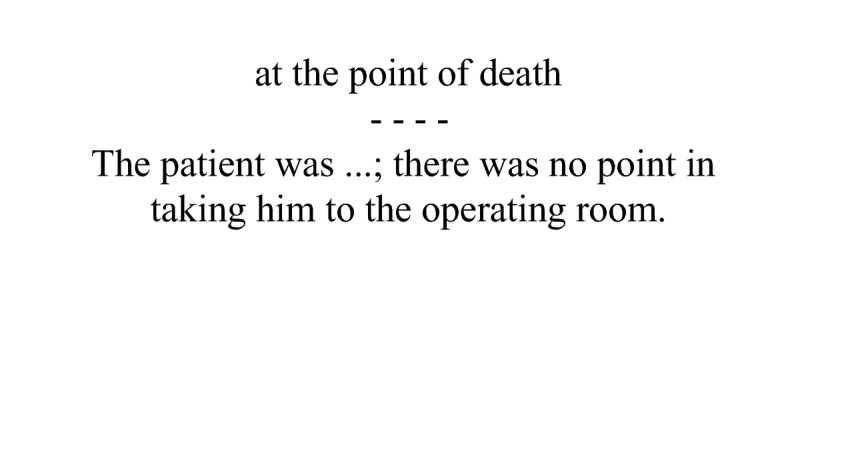 at the point of death
- - - -
The patient was ...; there was no point in
taking him to the operating room.